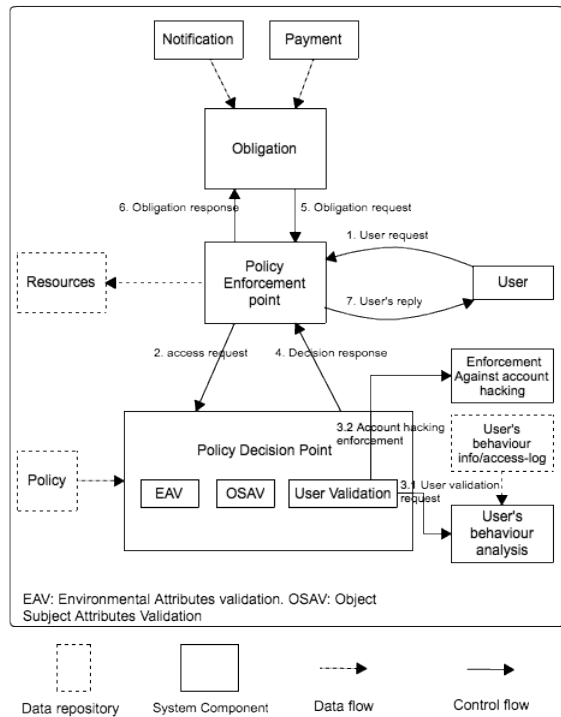 Notification
Payment
Obligation
6. Obligation response
5. Obligation request
1. User request
Resources
Policy
Enforcement
point
User
7. User's reply
2. access request
4. Decision response
Enforcement
Against account
hacking
3.2 Account hacking
enforcement
Policy Decision Point
User's
behaviour
info/access-log
Policy
EAV
OSAV
User Validation
3.1 User validation
request
User's
behaviour
analysis
EAV: Environmental Attributes validation. OSAV: Object
Subject Attributes Validation
Data repository
System Component
Data flow
Control flow